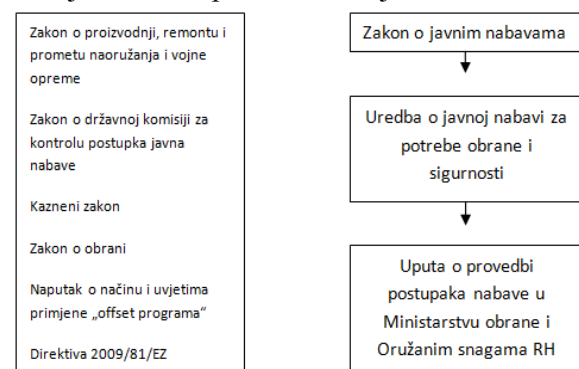 Zakon o proizvodnji, remontu i
prometu naoružanja i vojne
opreme
Zakon o državnoj komisiji za
kontrolu postupka javna
nabave
Kazneni zakon
Zakon o obrani
Naputak o načinu i uvjetima
primjene „offset programa“
Direktiva 2009/81/EZ
Zakon o javnim nabavama
Uredba o javnoj nabavi za
potrebe obrane i
sigurnosti
Uputa o provedbi
postupaka nabave u
Ministarstvu obrane i
Oružanim snagama RH